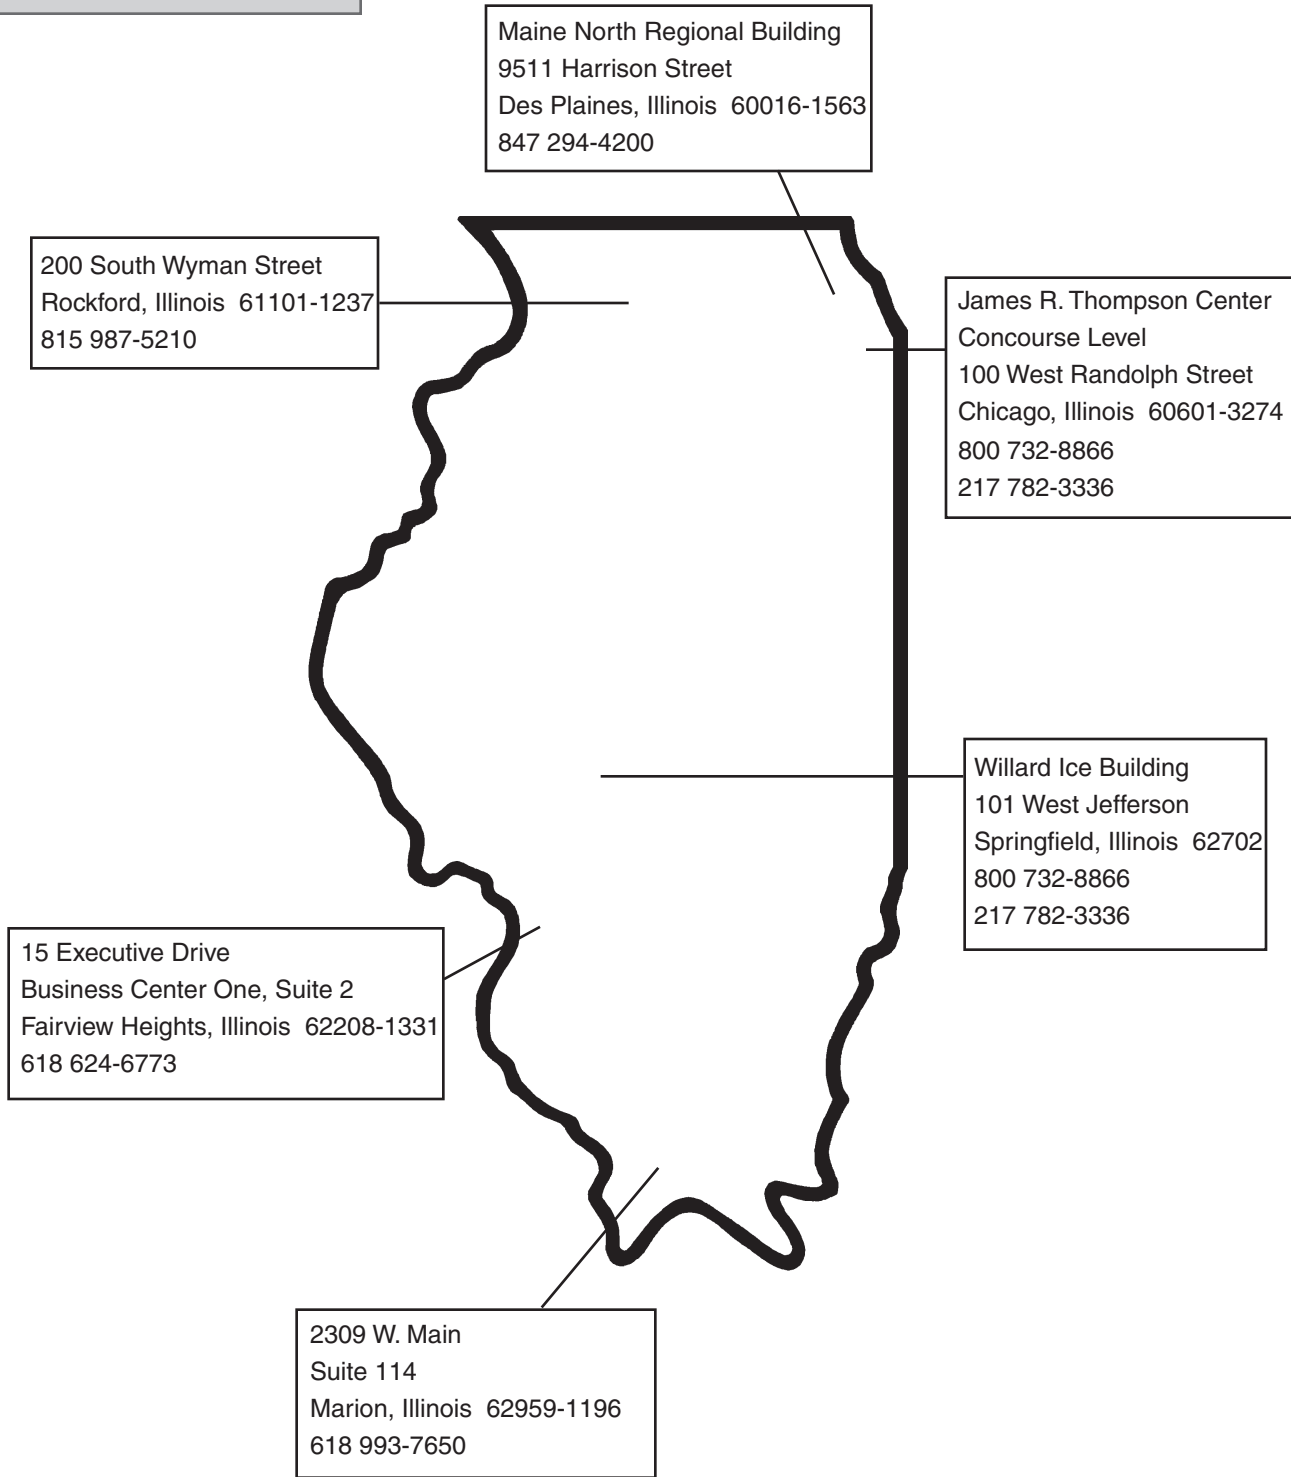 Maine North Regional Building
9511 Harrison Street
Des Plaines, Illinois  60016-1563
847 294-4200
200 South Wyman Street
Rockford, Illinois  61101-1237
815 987-5210
James R. Thompson Center
Concourse Level
100 West Randolph Street
Chicago, Illinois  60601-3274
800 732-8866
217 782-3336
Willard Ice Building
101 West Jefferson
Springfield, Illinois  62702
800 732-8866
217 782-3336
15 Executive Drive
Business Center One, Suite 2
Fairview Heights, Illinois  62208-1331
618 624-6773
2309 W. Main
Suite 114
Marion, Illinois  62959-1196
618 993-7650